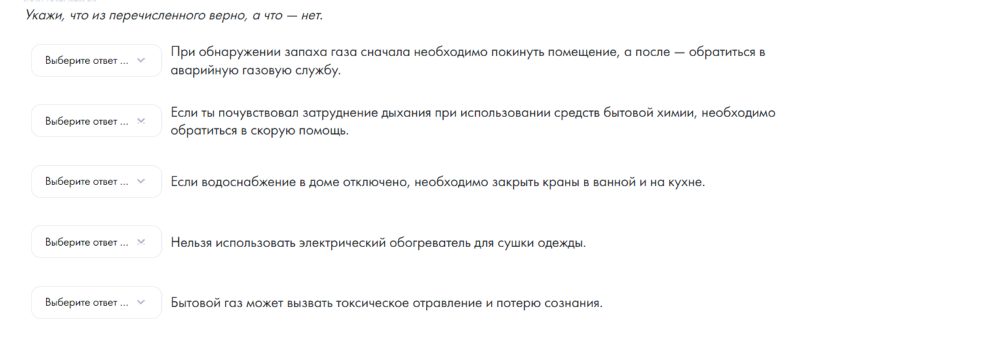 Укажи, что из перечисленного верно, а что — нет.
Выберите ответ ...
При обнаружении запаха газа сначала необходимо покинуть помещение, а после — обратиться в
аварийную газовую службу.
Выберите ответ ...
Если ты почувствовал затруднение дыхания при использовании средств бытовой химии, необходимо
обратиться в скорую помощь.
Выберите ответ ...
Если водоснабжение в доме отключено, необходимо закрыть краны в ванной и на кухне.
Выберите ответ ...
Нельзя использовать электрический обогреватель для сушки одежды.
Выберите ответ ...
Бытовой газ может вызвать токсическое отравление и потерю сознания.